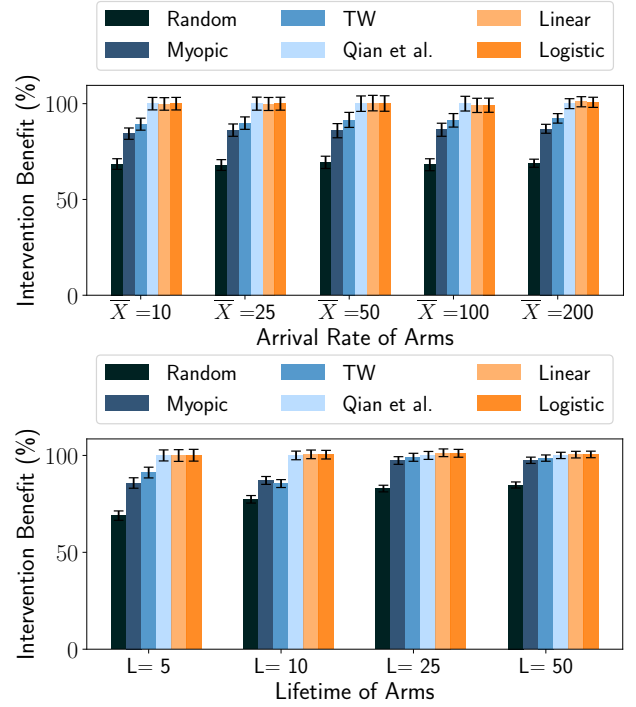 Random TW Linear
Myopic Qian et al. Logistic
Intervention Benefit (%)
100
50
0
X̅ =10 X̅ =25 X̅ =50 X̅ =100 X̅ =200
Arrival Rate of Arms
Random TW Linear
Myopic Qian et al. Logistic
Intervention Benefit (%)
100
50
0
L= 5 L= 10 L= 25 L= 50
Lifetime of Arms